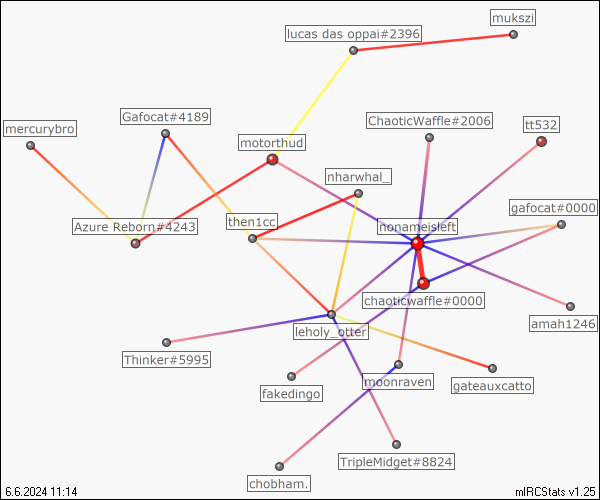 mukszi
lucas das oppai#2396
Gafocat#4189
ChaoticWaffle#2006
tt532
mercurybro
motorthud
nharwhal_
gafocat#0000
Azure Reborn#4243
then1cc
nonameisleft
chaoticwaffle#0000
amah1246
leholy_otter
Thinker#5995
moonraven
gateauxcatto
fakedingo
TripleMidget#8824
chobham.
6.6.2024 11:14
mIRCStats v1.25